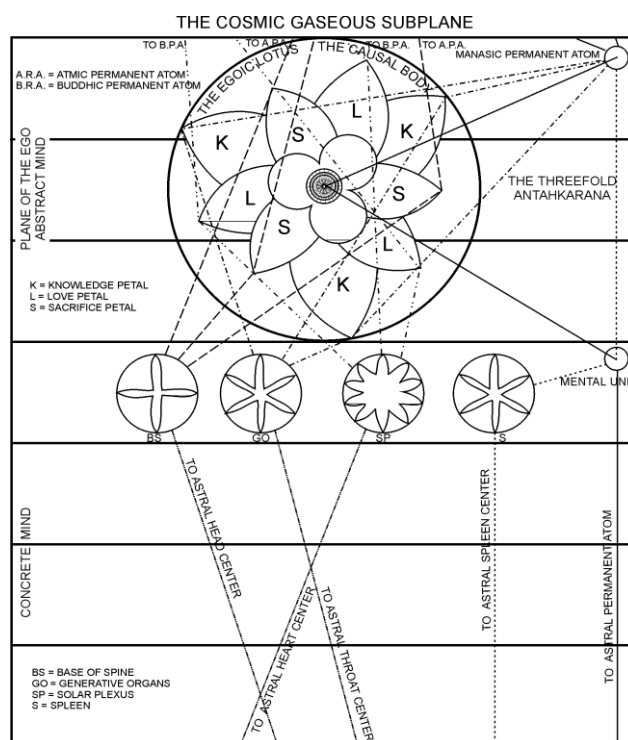 THE COSMIC GASEOUS SUBPLANE
TO B.P.A.
TO A.P.A.
TO B.P.A.
TO A.P.A.
THE EGOIC LOTUS
THE CAUSAL BODY
MANASIC PERMANENT ATOM
A.R.A. = ATMIC PERMANENT ATOM
B.R.A. = BUDDHIC PERMANENT ATOM
L
K
S
K
L
S
S
L
K
THE THREEFOLD
ANTAHKARANA
PLANE OF THE EGO
ABSTRACT MIND
K = KNOWLEDGE PETAL
L = LOVE PETAL
S = SACRIFICE PETAL
MENTAL UNI
BS
GO
SP
S
TO ASTRAL HEAD CENTER
TO ASTRAL HEART CENTER
TO ASTRAL THROAT CENTER
TO ASTRAL SPLEEN CENTER
TO ASTRAL PERMANENT ATOM
CONCRETE MIND
BS = BASE OF SPINE
GO = GENERATIVE ORGANS
SP = SOLAR PLEXUS
S = SPLEEN